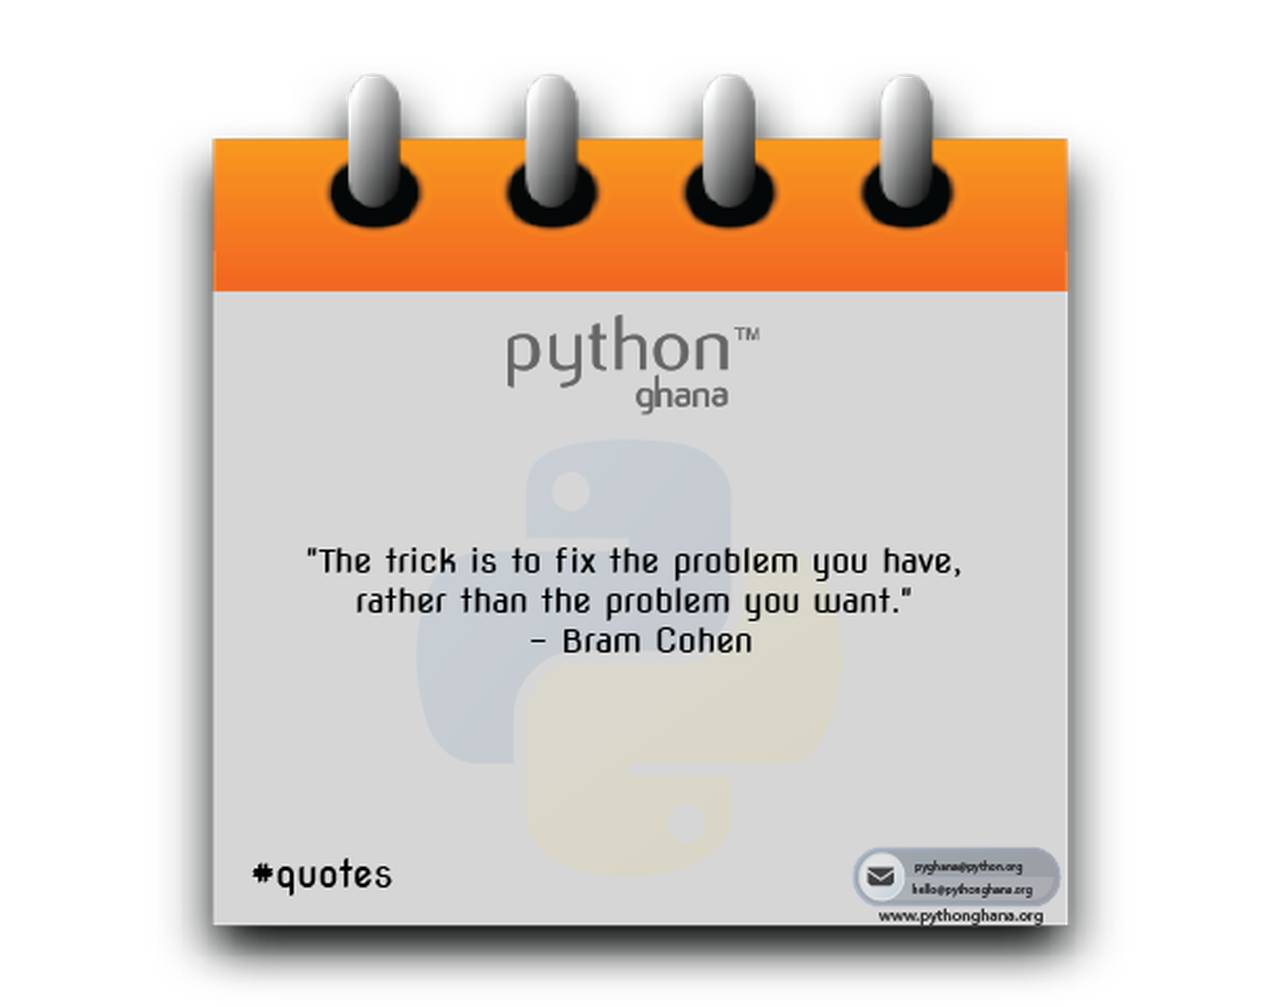 python™
ghana
"The trick is to fix the problem you have,
rather than the problem you want."
- Bram Cohen
#quotes
pyghana@python.org
hello@pythonghana.org
www.pythonghana.org